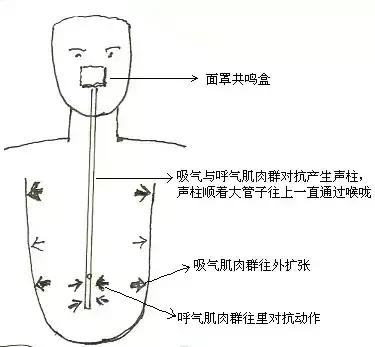 面罩共鸣盒
吸气与呼气肌肉群对抗产生声柱，
声柱顺着大管子往上一直通过喉咙
吸气肌肉群往外扩张
呼气肌肉群往里对抗动作